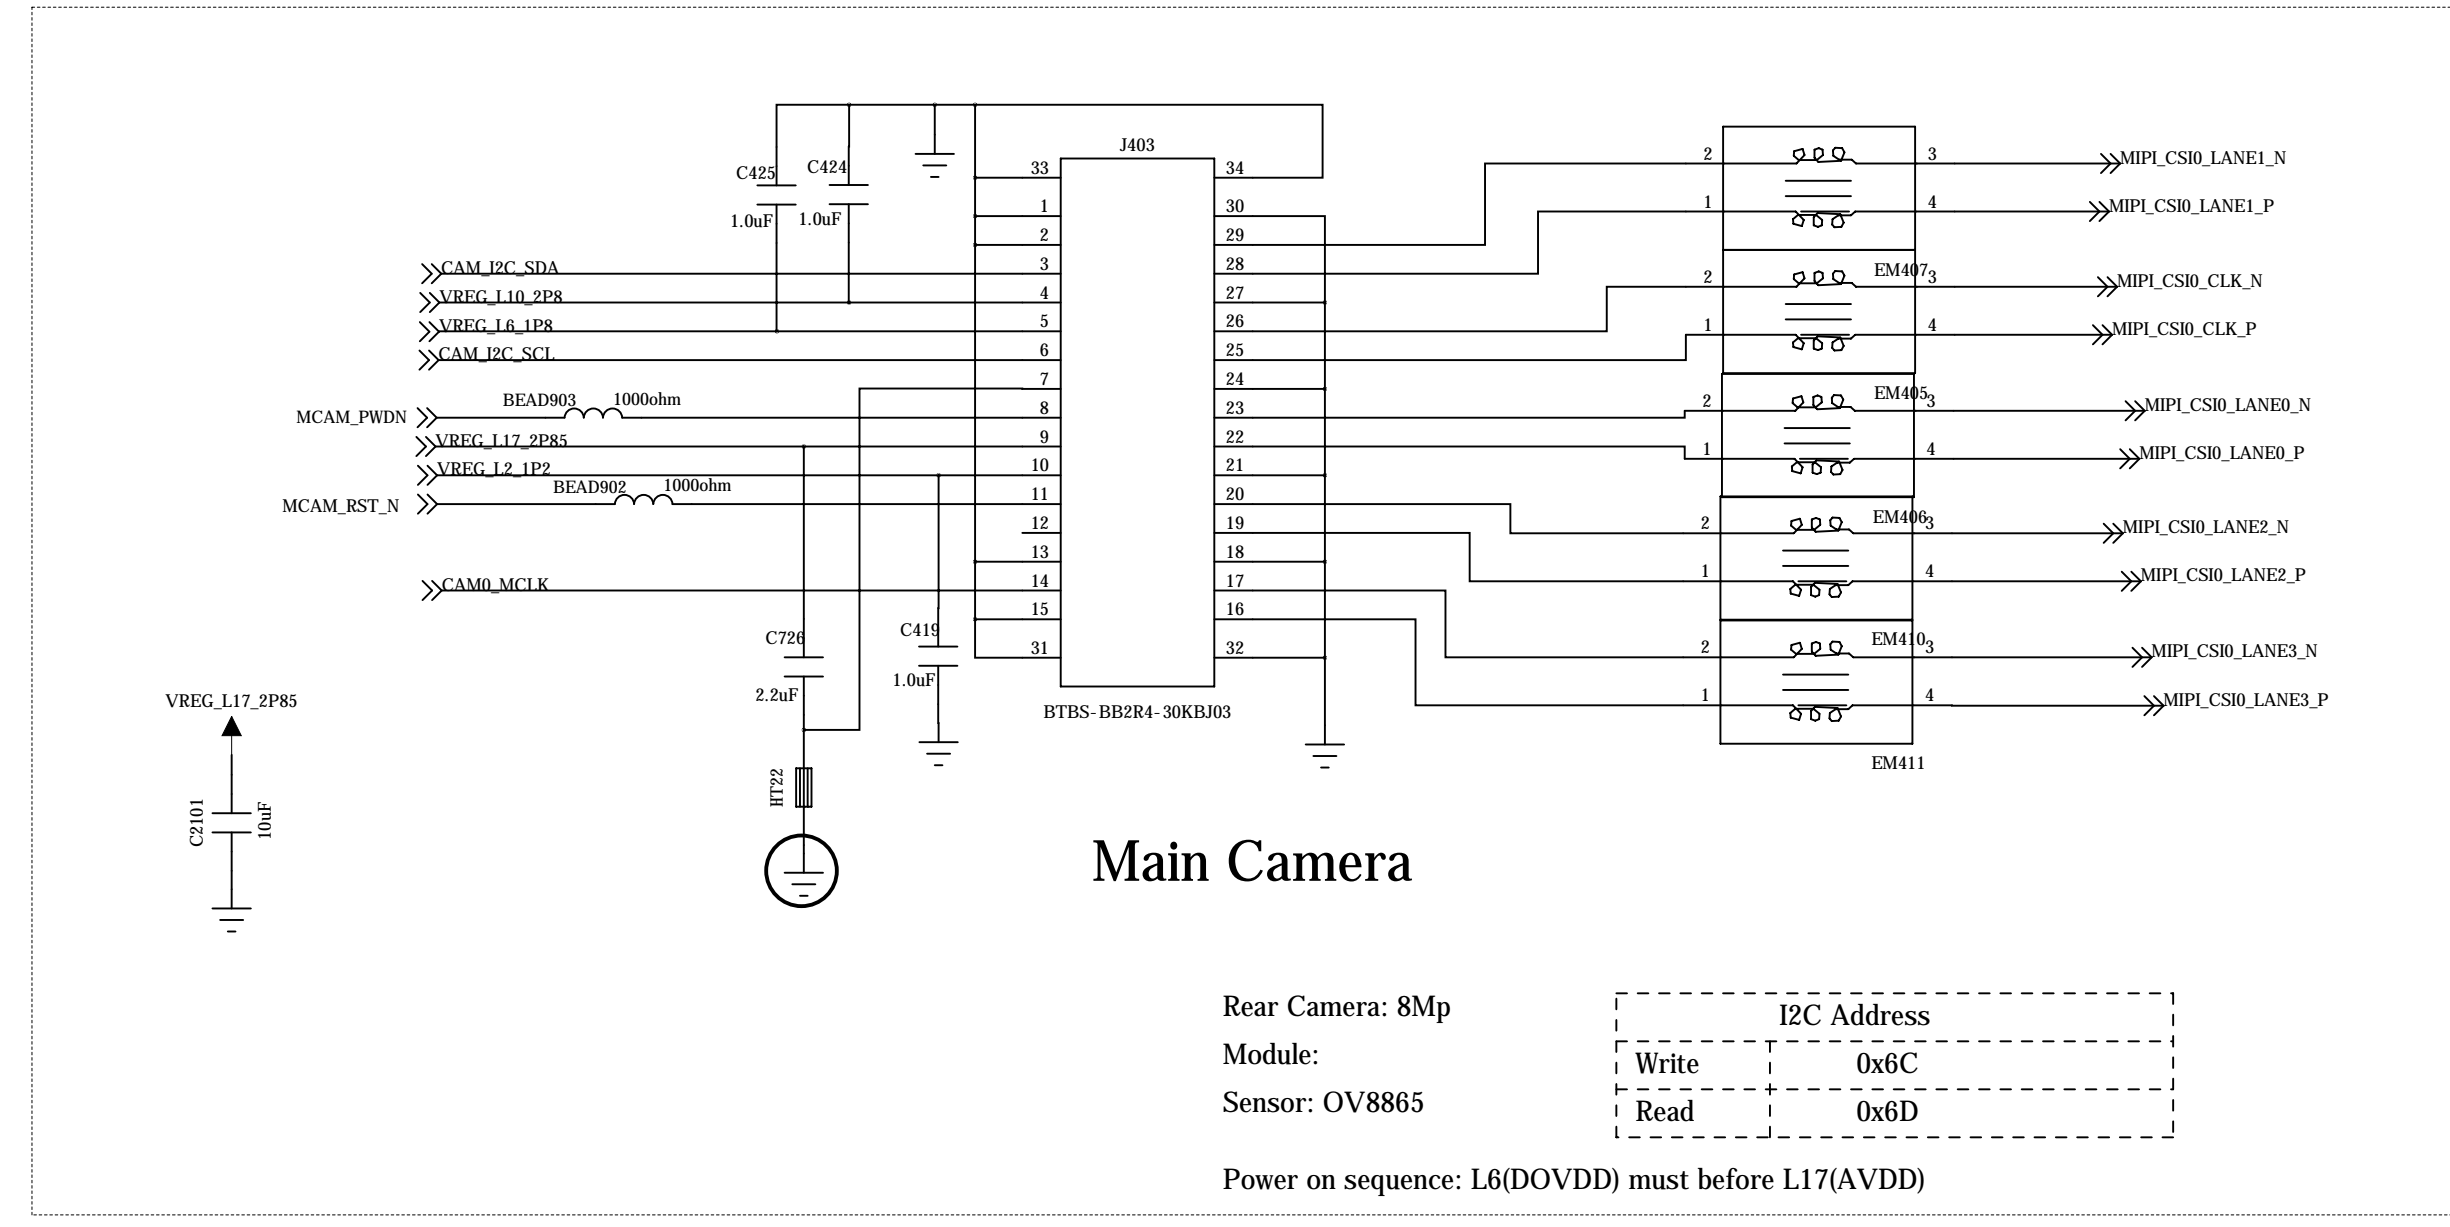 J403
C425
C424
1.0uF
1.0uF
33
1
2
3
4
5
6
7
8
9
10
11
12
13
14
15
31
34
30
29
28
27
26
25
24
23
22
21
20
19
18
17
16
32
CAM_I2C_SDA
VREG_L10_2P8
VREG_L6_1P8
CAM_I2C_SCL
BEAD903 1000ohm
MCAM_PWDN
VREG_L17_2P85
VREG_L2_1P2
BEAD902 1000ohm
MCAM_RST_N
CAM0_MCLK
C726
2.2uF
C419
1.0uF
BTBS-BB2R4-30KBJ03
HT22
VREG_L17_2P85
C2101
10uF
2 3 MIPI_CSI0_LANE1_N
1 4 MIPI_CSI0_LANE1_P
EM407
2 3 MIPI_CSI0_CLK_N
1 4 MIPI_CSI0_CLK_P
EM405
2 3 MIPI_CSI0_LANE0_N
1 4 MIPI_CSI0_LANE0_P
EM406
2 3 MIPI_CSI0_LANE2_N
1 4 MIPI_CSI0_LANE2_P
EM410
2 3 MIPI_CSI0_LANE3_N
1 4 MIPI_CSI0_LANE3_P
EM411
Main Camera
Rear Camera: 8Mp
Module:
Sensor: OV8865
I2C Address
Write 0x6C
Read 0x6D
Power on sequence: L6(DOVDD) must before L17(AVDD)